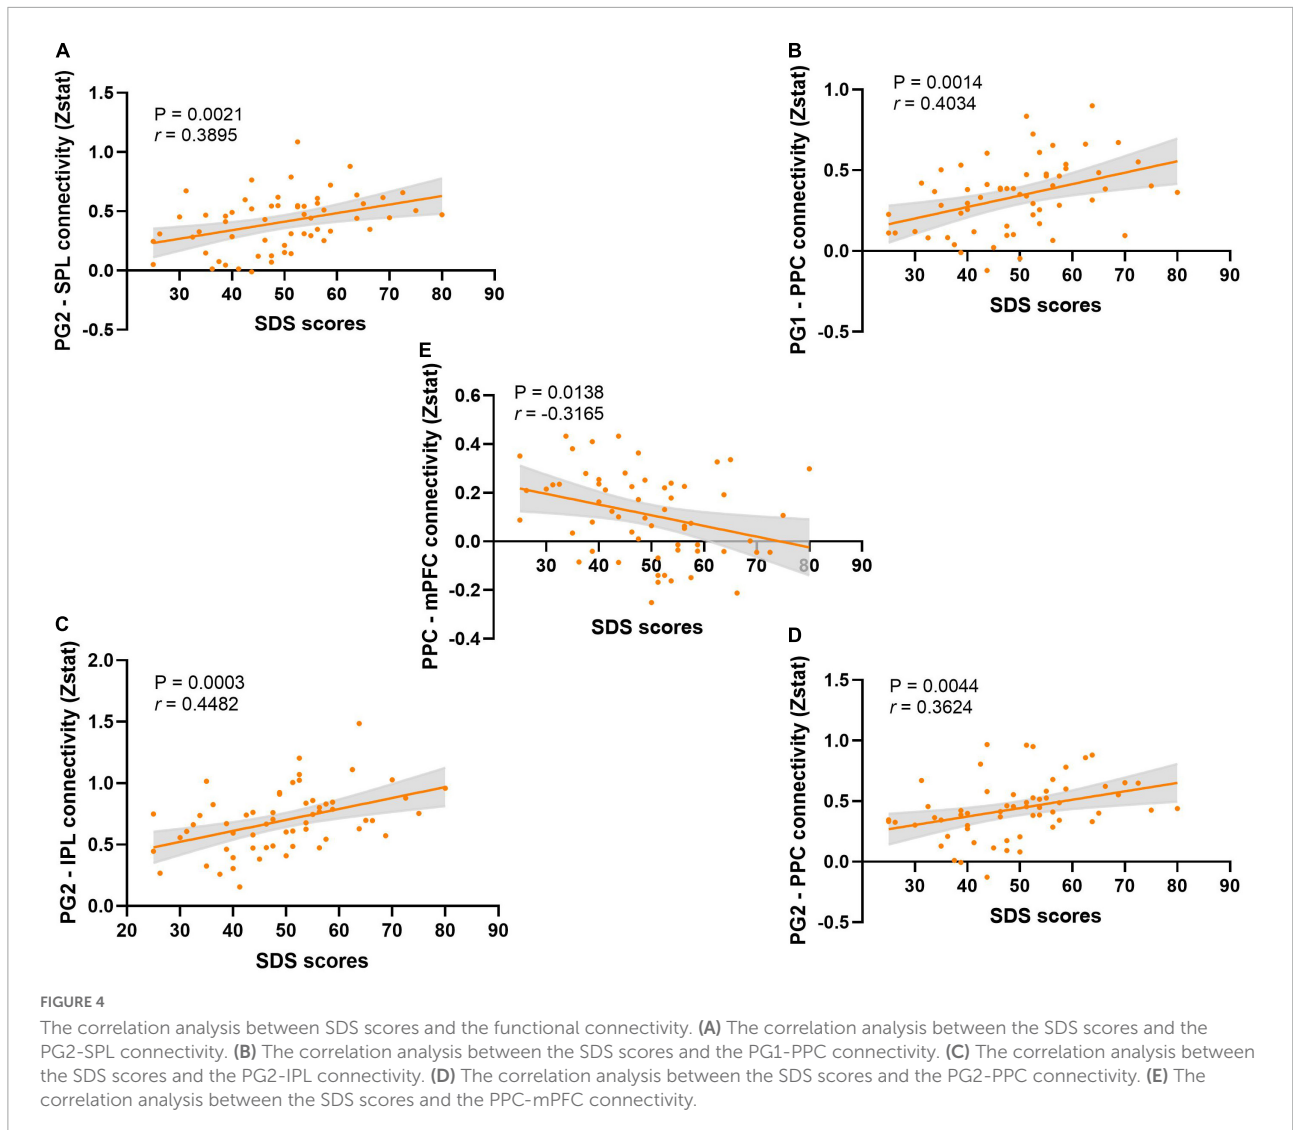 A
PG2 - SPL connectivity (Zstat)
P = 0.0021
r = 0.3895
1.5
1.0
0.5
0.0
-0.5
30 40 50 60 70 80 90
SDS scores
B
PG1 - PPC connectivity (Zstat)
P = 0.0014
r = 0.4034
1.0
0.5
0.0
-0.5
30 40 50 60 70 80 90
SDS scores
E
PPC - mPFC connectivity (Zstat)
P = 0.0138
r = -0.3165
0.6
0.4
0.2
0.0
-0.2
-0.4
30 40 50 60 70 80 90
SDS scores
C
PG2 - IPL connectivity (Zstat)
P = 0.0003
r = 0.4482
2.0
1.5
1.0
0.5
0.0
20 30 40 50 60 70 80 90
SDS scores
D
PG2 - PPC connectivity (Zstat)
P = 0.0044
r = 0.3624
1.5
1.0
0.5
0.0
-0.5
30 40 50 60 70 80 90
SDS scores
FIGURE 4
The correlation analysis between SDS scores and the functional connectivity. (A) The correlation analysis between the SDS scores and the
PG2-SPL connectivity. (B) The correlation analysis between the SDS scores and the PG1-PPC connectivity. (C) The correlation analysis between
the SDS scores and the PG2-IPL connectivity. (D) The correlation analysis between the SDS scores and the PG2-PPC connectivity. (E) The
correlation analysis between the SDS scores and the PPC-mPFC connectivity.